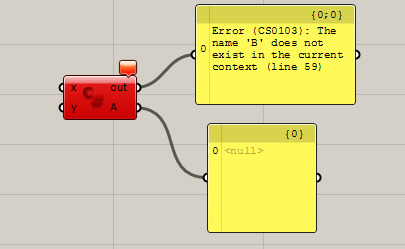 {0;0}
0 Error (CS0103): The
name 'B' does not
exist in the current
context (line 59)
x C# out
y A
{0}
0 <null>